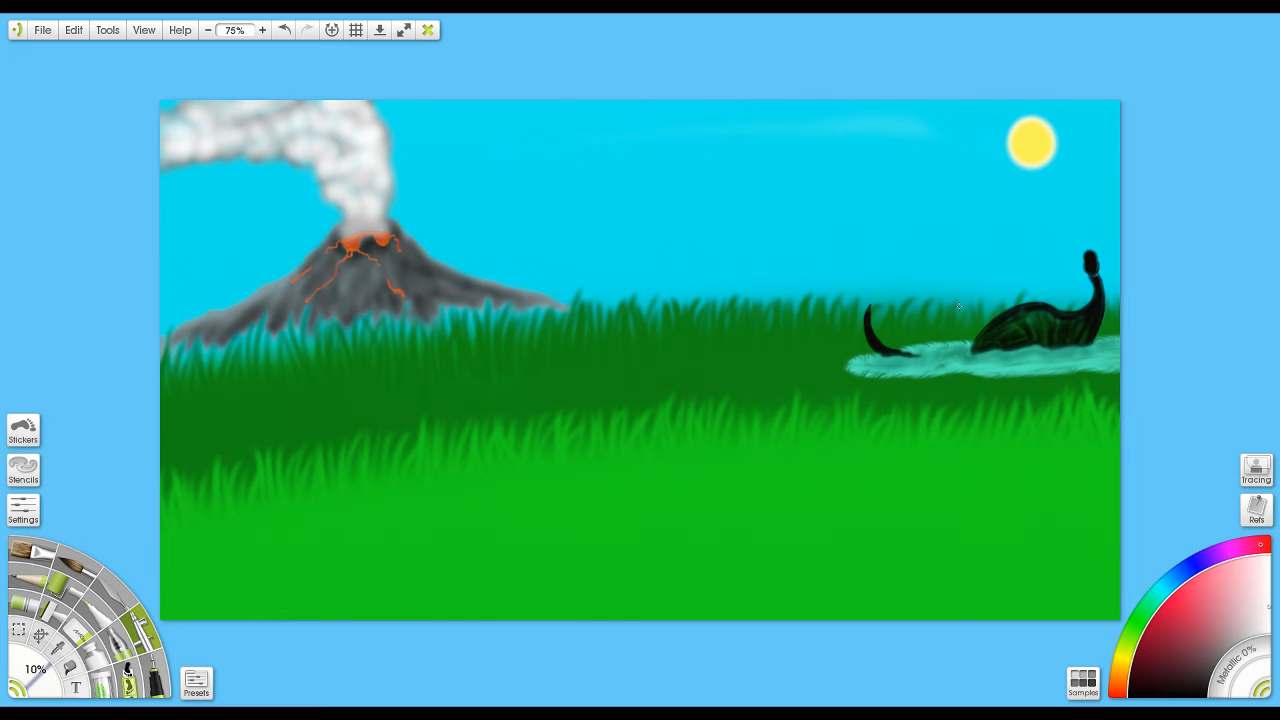 File Edit Tools View Help − 75% +
Stickers
Stencils
Settings
Tracing
Refs
10%
T
Metallic 0%
Presets
Samples